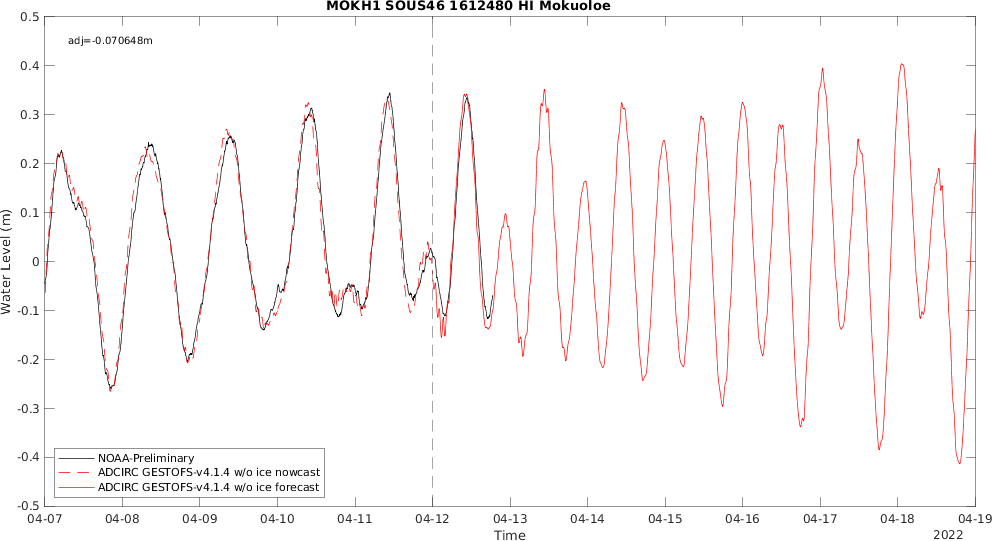 MOKH1 SOUS46 1612480 HI Mokuoloe
adj=-0.070648m
0.5
0.4
0.3
0.2
0.1
0
-0.1
-0.2
-0.3
-0.4
-0.5
Water Level (m)
NOAA-Preliminary
ADCIRC GESTOFS-v4.1.4 w/o ice nowcast
ADCIRC GESTOFS-v4.1.4 w/o ice forecast
04-07 04-08 04-09 04-10 04-11 04-12 04-13 04-14 04-15 04-16 04-17 04-18 04-19
Time
2022